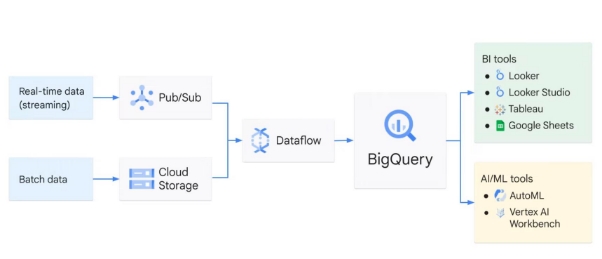 Real-time data
(streaming)
Pub/Sub
Batch data
Cloud
Storage
Dataflow
BigQuery
BI tools
• Looker
• Looker Studio
• Tableau
• Google Sheets
AI/ML tools
• AutoML
• Vertex AI
Workbench